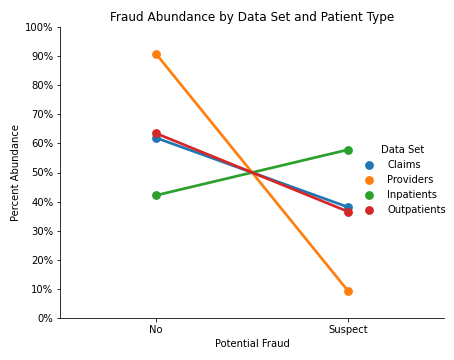 Fraud Abundance by Data Set and Patient Type
100%
90%
80%
70%
60%
50%
40%
30%
20%
10%
0%
Percent Abundance
No
Suspect
Potential Fraud
Data Set
Claims
Providers
Inpatients
Outpatients